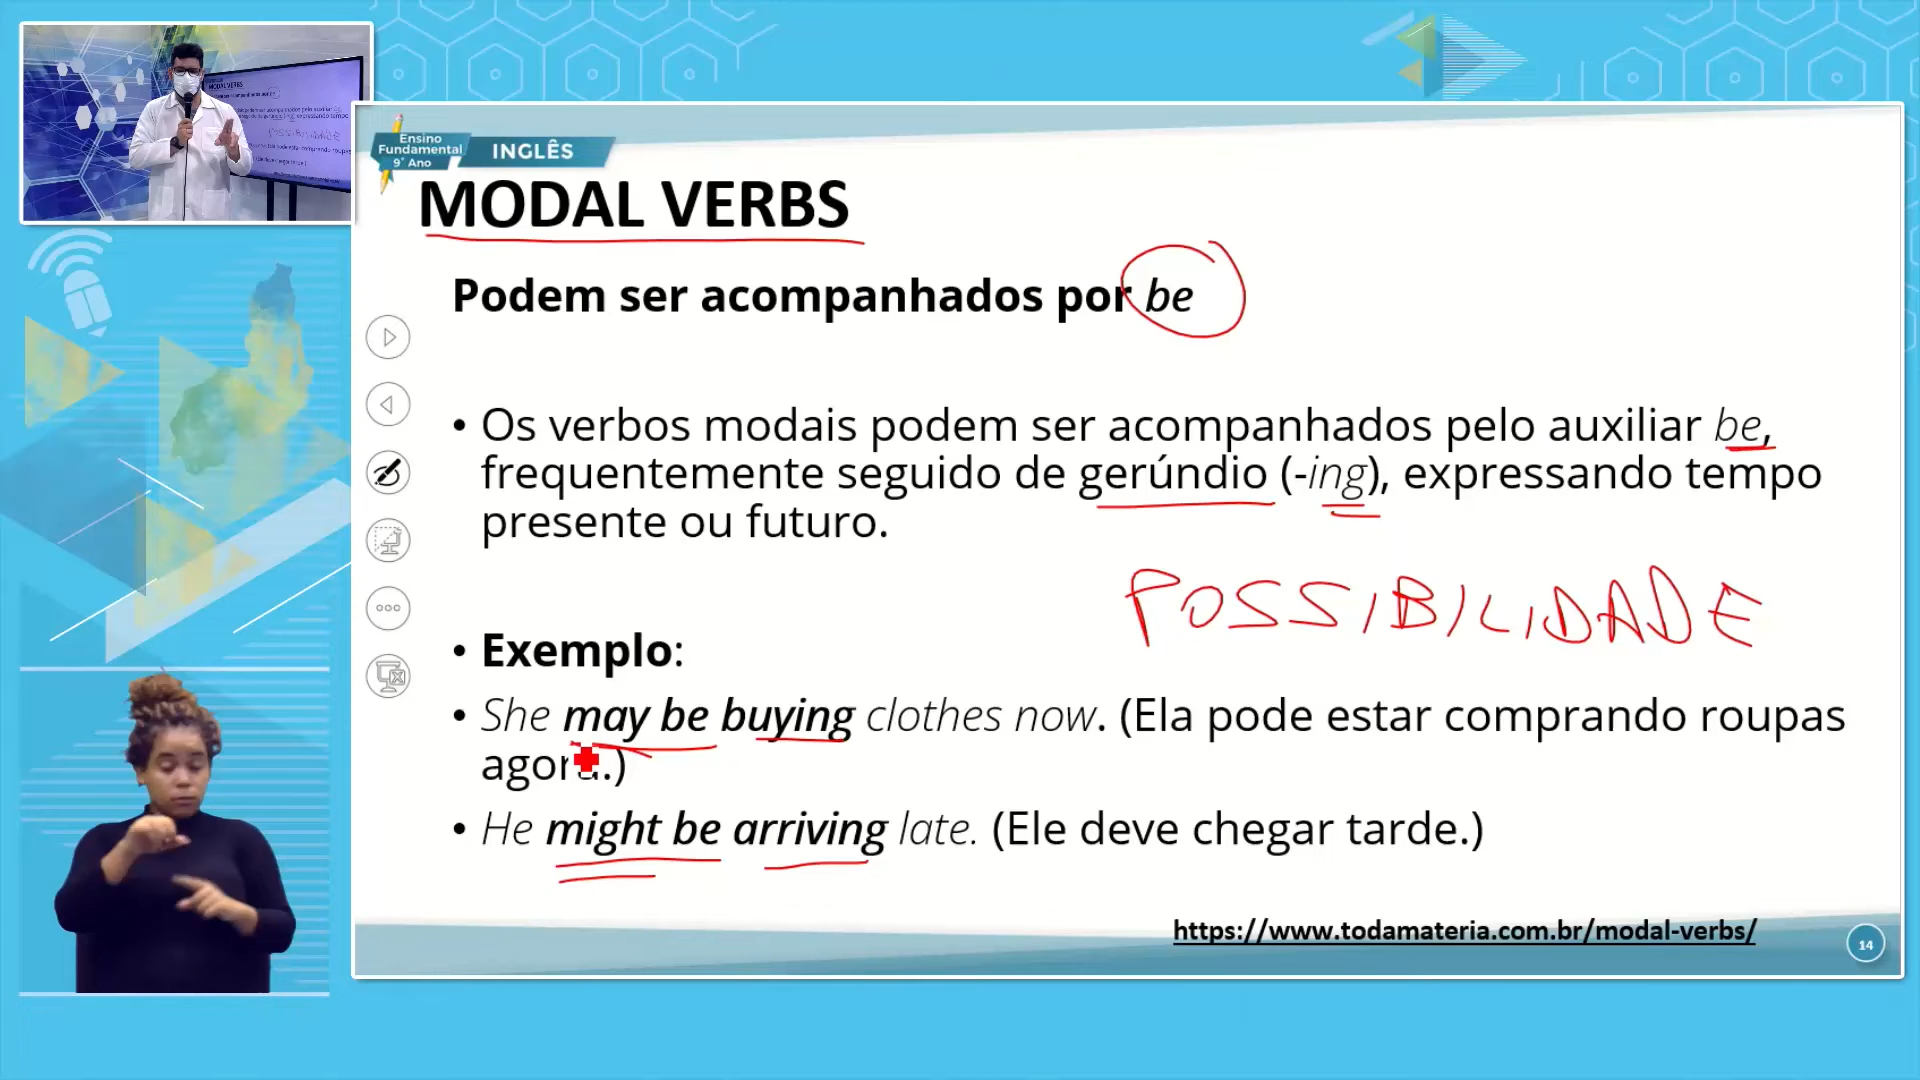 MODAL VERBS
POSSIBILIDADE
Ensino
Fundamental
9° Ano
INGLÊS
MODAL VERBS
Podem ser acompanhados por be
• Os verbos modais podem ser acompanhados pelo auxiliar be,
frequentemente seguido de gerúndio (-ing), expressando tempo
presente ou futuro.
POSSIBILIDADE
• Exemplo:
• She may be buying clothes now. (Ela pode estar comprando roupas
agora.)
• He might be arriving late. (Ele deve chegar tarde.)
https://www.todamateria.com.br/modal-verbs/
14